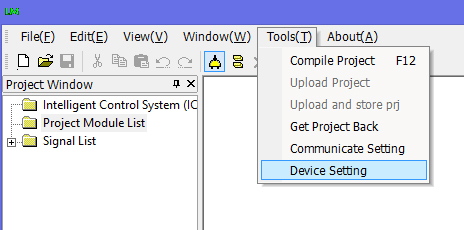 File(F) Edit(E) View(V) Window(W) Tools(T) About(A)
Project Window
Intelligent Control System (IC
Project Module List
Signal List
Compile Project F12
Upload Project
Upload and store prj
Get Project Back
Communicate Setting
Device Setting